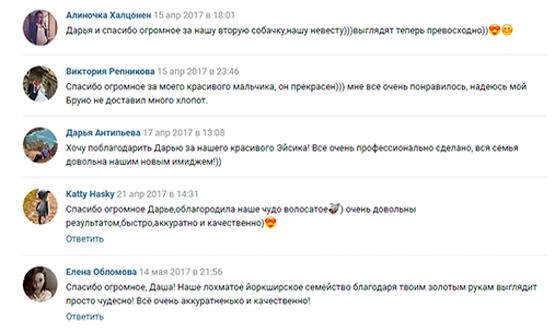 Алиночка Халцонен 15 апр 2017 в 18:01
Дарья и спасибо огромное за нашу вторую собачку,нашу невесту)))выглядят теперь превосходно))😍😊
Виктория Репникова 15 апр 2017 в 23:46
Спасибо огромное за моего красивого мальчика, он прекрасен))) мне все очень понравилось, надеюсь мой
Бруно не доставил много хлопот.
Дарья Антипьева 17 апр 2017 в 13:08
Хочу поблагодарить Дарью за нашего красивого Эйсика! Все очень профессионально сделано, вся семья
довольна нашим новым имиджем!))
Katty Hasky 21 апр 2017 в 14:31
Спасибо огромное Дарье,облагородила наше чудо волосатое🐺) очень довольны
результатом,быстро,аккуратно и качественно)😍
Ответить
Елена Обломова 14 мая 2017 в 21:56
Спасибо огромное, Даша! Наше лохматое йоркширское семейство благодаря твоим золотым рукам выглядит
просто чудесно! Всё очень аккуратненько и качественно!
Ответить